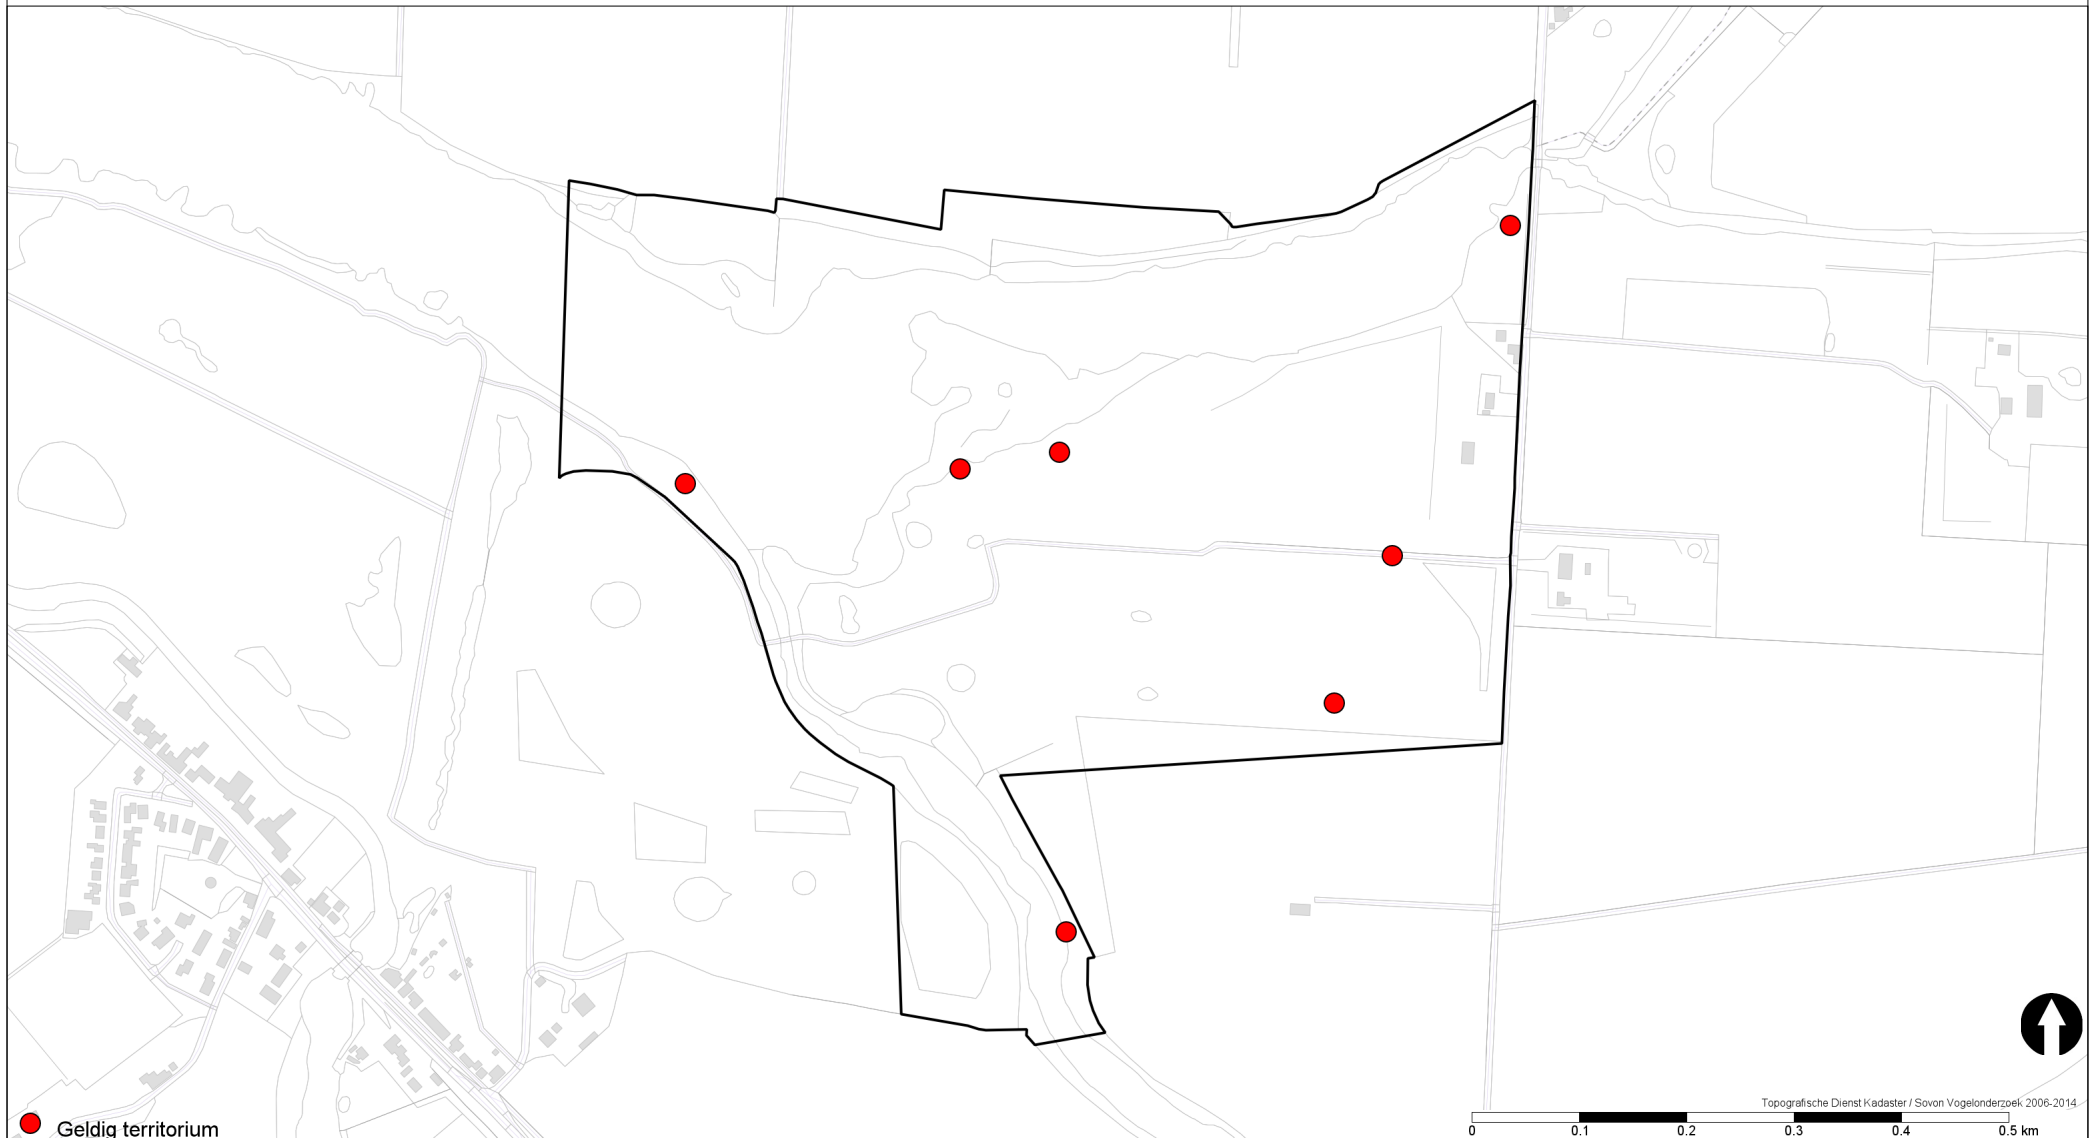 Topografische Dienst Kadaster / Sovon Vogelonderzoek 2006-2014
0 0.1 0.2 0.3 0.4 0.5 km
Geldig territorium